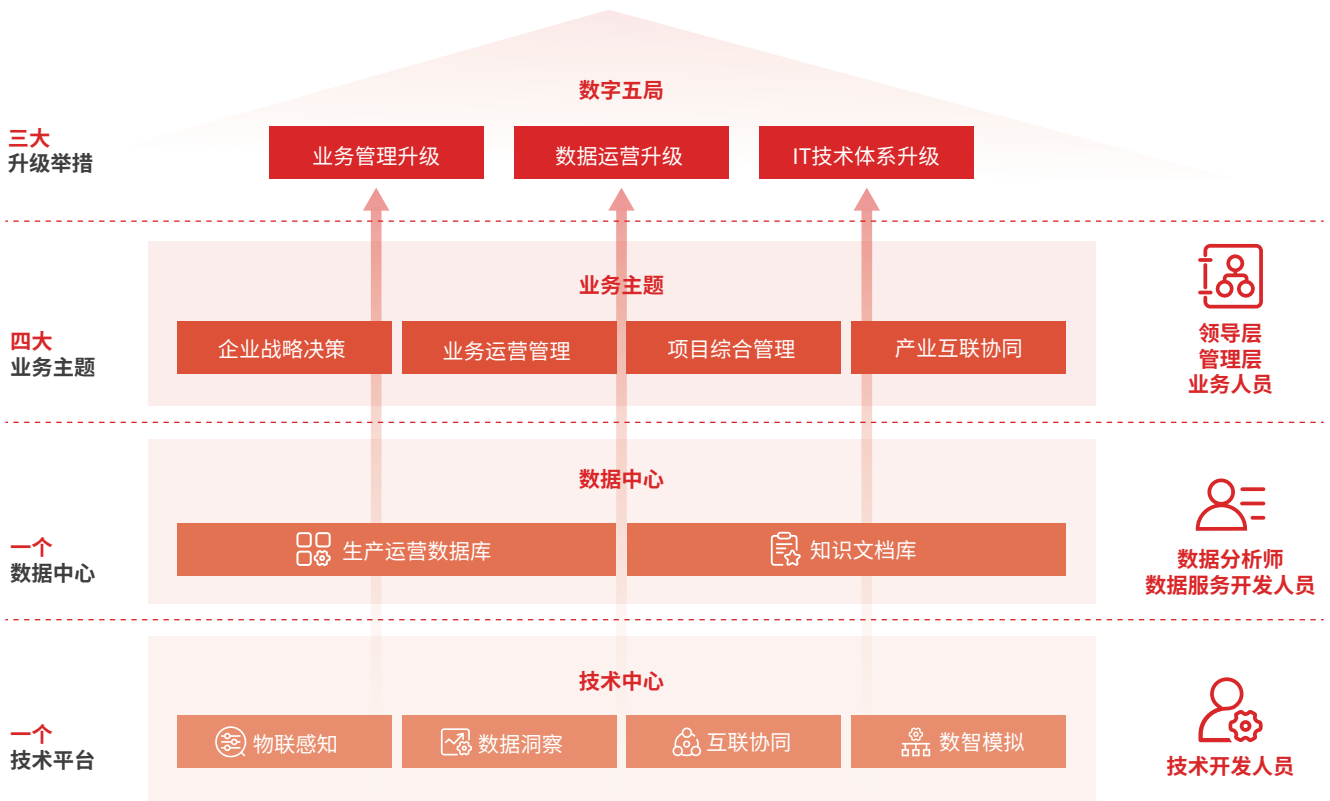 数字五局
三大
升级举措
业务管理升级
数据运营升级
IT技术体系升级
业务主题
四大
业务主题
企业战略决策
业务运营管理
项目综合管理
产业互联协同
领导层
管理层
业务人员
数据中心
一个
数据中心
生产运营数据库
知识文档库
数据分析师
数据服务开发人员
技术中心
一个
技术平台
物联感知
数据洞察
互联协同
数智模拟
技术开发人员